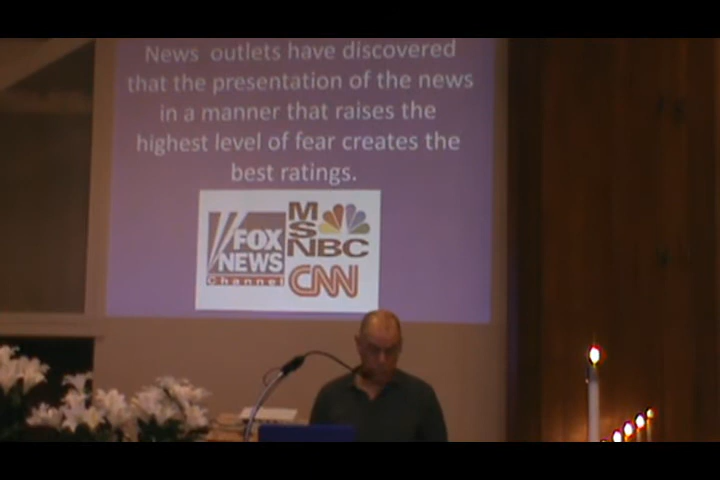 News outlets have discovered
that the presentation of the news
in a manner that raises the
highest level of fear creates the
best ratings.
FOX
NEWS
Channel
M
S
NBC
CNN